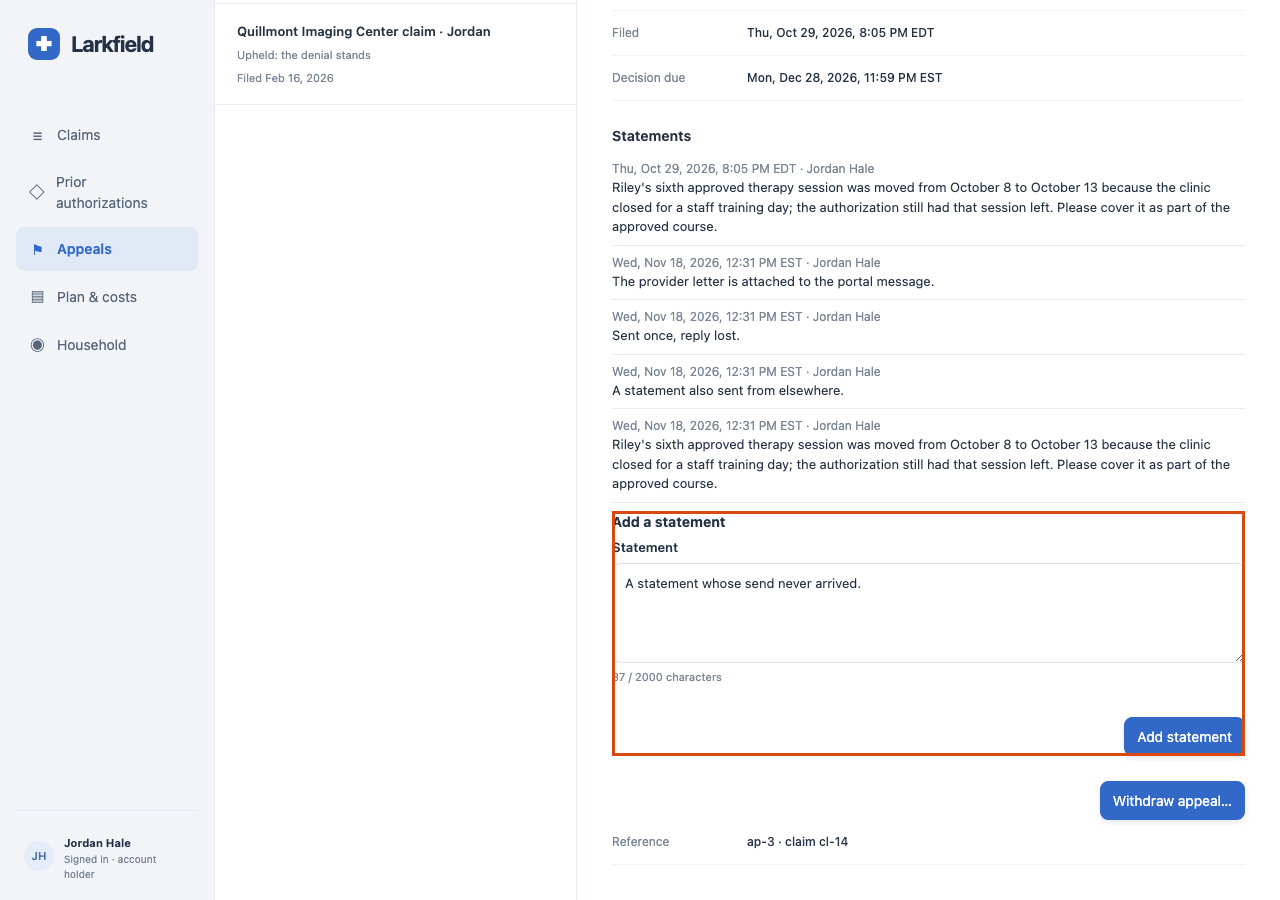 Larkfield
Claims
Prior
authorizations
Appeals
Plan & costs
Household
JH
Jordan Hale
Signed in · account
holder
Quillmont Imaging Center claim · Jordan
Upheld: the denial stands
Filed Feb 16, 2026
Filed
Thu, Oct 29, 2026, 8:05 PM EDT
Decision due
Mon, Dec 28, 2026, 11:59 PM EST
Statements
Thu, Oct 29, 2026, 8:05 PM EDT · Jordan Hale
Riley's sixth approved therapy session was moved from October 8 to October 13 because the clinic
closed for a staff training day; the authorization still had that session left. Please cover it as part of the
approved course.
Wed, Nov 18, 2026, 12:31 PM EST · Jordan Hale
The provider letter is attached to the portal message.
Wed, Nov 18, 2026, 12:31 PM EST · Jordan Hale
Sent once, reply lost.
Wed, Nov 18, 2026, 12:31 PM EST · Jordan Hale
A statement also sent from elsewhere.
Wed, Nov 18, 2026, 12:31 PM EST · Jordan Hale
Riley's sixth approved therapy session was moved from October 8 to October 13 because the clinic
closed for a staff training day; the authorization still had that session left. Please cover it as part of the
approved course.
Add a statement
Statement
A statement whose send never arrived.
37 / 2000 characters
Add statement
Withdraw appeal…
Reference
ap-3 · claim cl-14